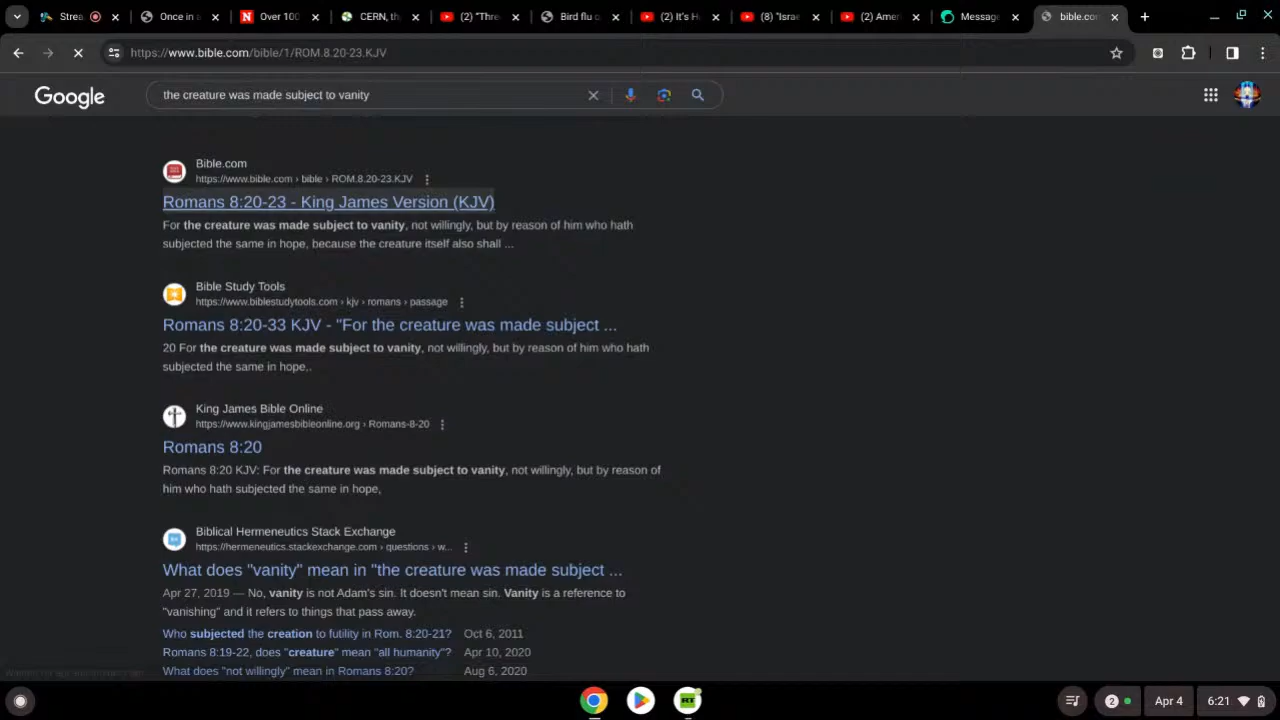 Strea
Once in a
Over 100
CERN, th
(2) "Thre
Bird flu o
(2) It's H
(8) "Israe
(2) Amer
Message
bible.com
https://www.bible.com/bible/1/ROM.8.20-23.KJV
Google
the creature was made subject to vanity
Bible.com
https://www.bible.com › bible › ROM.8.20-23.KJV
Romans 8:20-23 - King James Version (KJV)
For the creature was made subject to vanity, not willingly, but by reason of him who hath
subjected the same in hope, because the creature itself also shall ...
Bible Study Tools
https://www.biblestudytools.com › kjv › romans › passage
Romans 8:20-33 KJV - "For the creature was made subject ...
20 For the creature was made subject to vanity, not willingly, but by reason of him who hath
subjected the same in hope,.
King James Bible Online
https://www.kingjamesbibleonline.org › Romans-8-20
Romans 8:20
Romans 8:20 KJV: For the creature was made subject to vanity, not willingly, but by reason of
him who hath subjected the same in hope,
Biblical Hermeneutics Stack Exchange
https://hermeneutics.stackexchange.com › questions › w...
What does "vanity" mean in "the creature was made subject ...
Apr 27, 2019 — No, vanity is not Adam's sin. It doesn't mean sin. Vanity is a reference to
"vanishing" and it refers to things that pass away.
Who subjected the creation to futility in Rom. 8:20-21? Oct 6, 2011
Romans 8:19-22, does "creature" mean "all humanity"? Apr 10, 2020
What does "not willingly" mean in Romans 8:20? Aug 6, 2020
RT
2
Apr 4
6:21